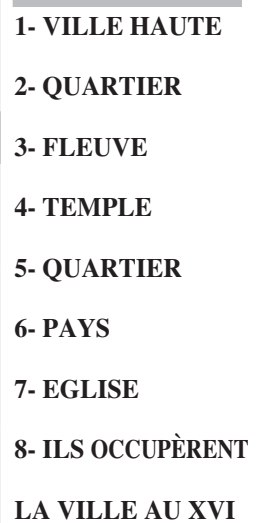 1- VILLE HAUTE
2- QUARTIER
3- FLEUVE
4- TEMPLE
5- QUARTIER
6- PAYS
7- EGLISE
8- ILS OCCUPÈRENT
LA VILLE AU XVI